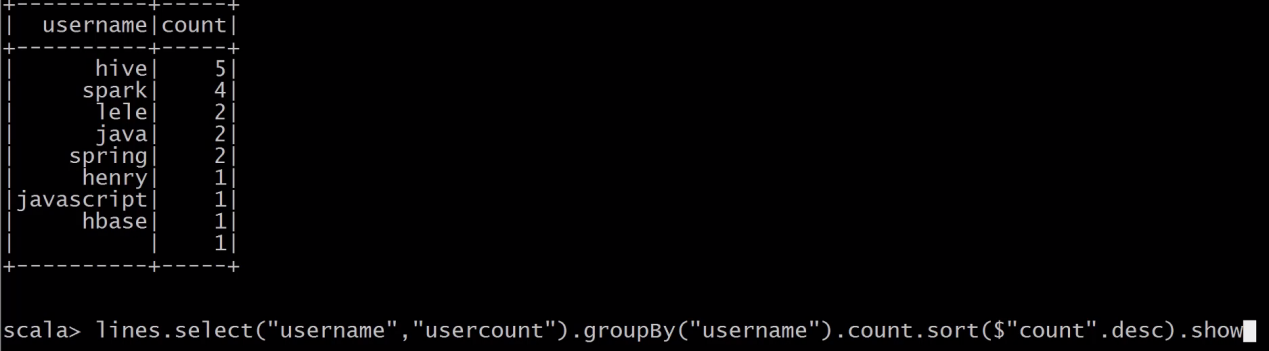 +----------+-----+
|  username|count|
+----------+-----+
|      hive|    5|
|     spark|    4|
|      lele|    2|
|      java|    2|
|    spring|    2|
|     henry|    1|
|javascript|    1|
|     hbase|    1|
|          |    1|
+----------+-----+
scala> lines.select("username","usercount").groupBy("username").count.sort($"count".desc).show